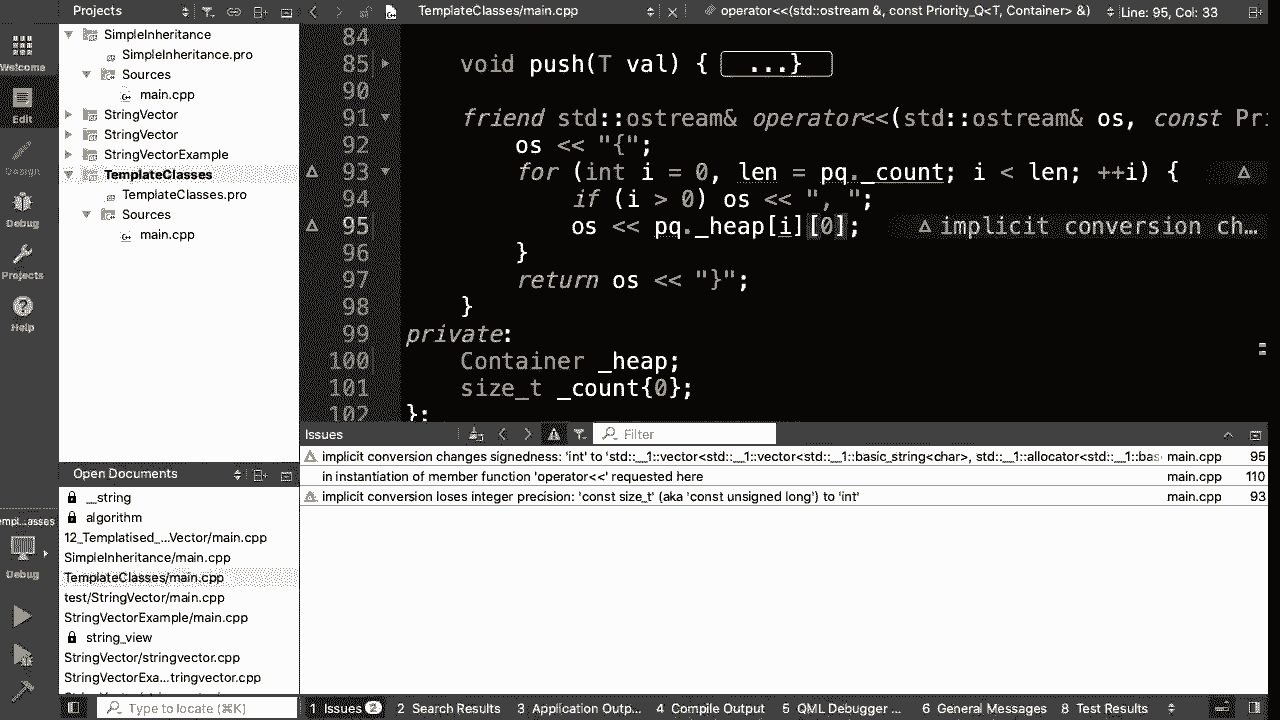 Projects
TemplateClasses/main.cpp
operator<<(std::ostream &, const Priority_Q<T, Container> &)
Line: 95, Col: 33
Welcome
Edit
Design
Debug
Projects
Help
Debug
SimpleInheritance
SimpleInheritance.pro
Sources
main.cpp
StringVector
StringVector
StringVectorExample
TemplateClasses
TemplateClasses.pro
Sources
main.cpp
84
85 void push(T val) { ...}
90
91 friend std::ostream& operator<<(std::ostream& os, const Pri
92 os << "{";
93 for (int i = 0, len = pq._count; i < len; ++i) {
94 if (i > 0) os << ", ";
95 os << pq._heap[i][0]; implicit conversion ch…
96 }
97 return os << "}";
98 }
99 private:
100 Container _heap;
101 size_t _count{0};
102 };
Issues
Filter
implicit conversion changes signedness: 'int' to 'std::__1::vector<std::__1::vector<std::__1::basic_string<char>, std::__1::allocator<std::__1::bas main.cpp 95
in instantiation of member function 'operator<<' requested here main.cpp 110
implicit conversion loses integer precision: 'const size_t' (aka 'const unsigned long') to 'int' main.cpp 93
Open Documents
__string
algorithm
12_Templatised_...Vector/main.cpp
SimpleInheritance/main.cpp
TemplateClasses/main.cpp
test/StringVector/main.cpp
StringVectorExample/main.cpp
string_view
StringVector/stringvector.cpp
StringVectorExa...tringvector.cpp
Type to locate (⌘K)
1 Issues 2
2 Search Results
3 Application Outp...
4 Compile Output
5 QML Debugger ...
6 General Messages
8 Test Results